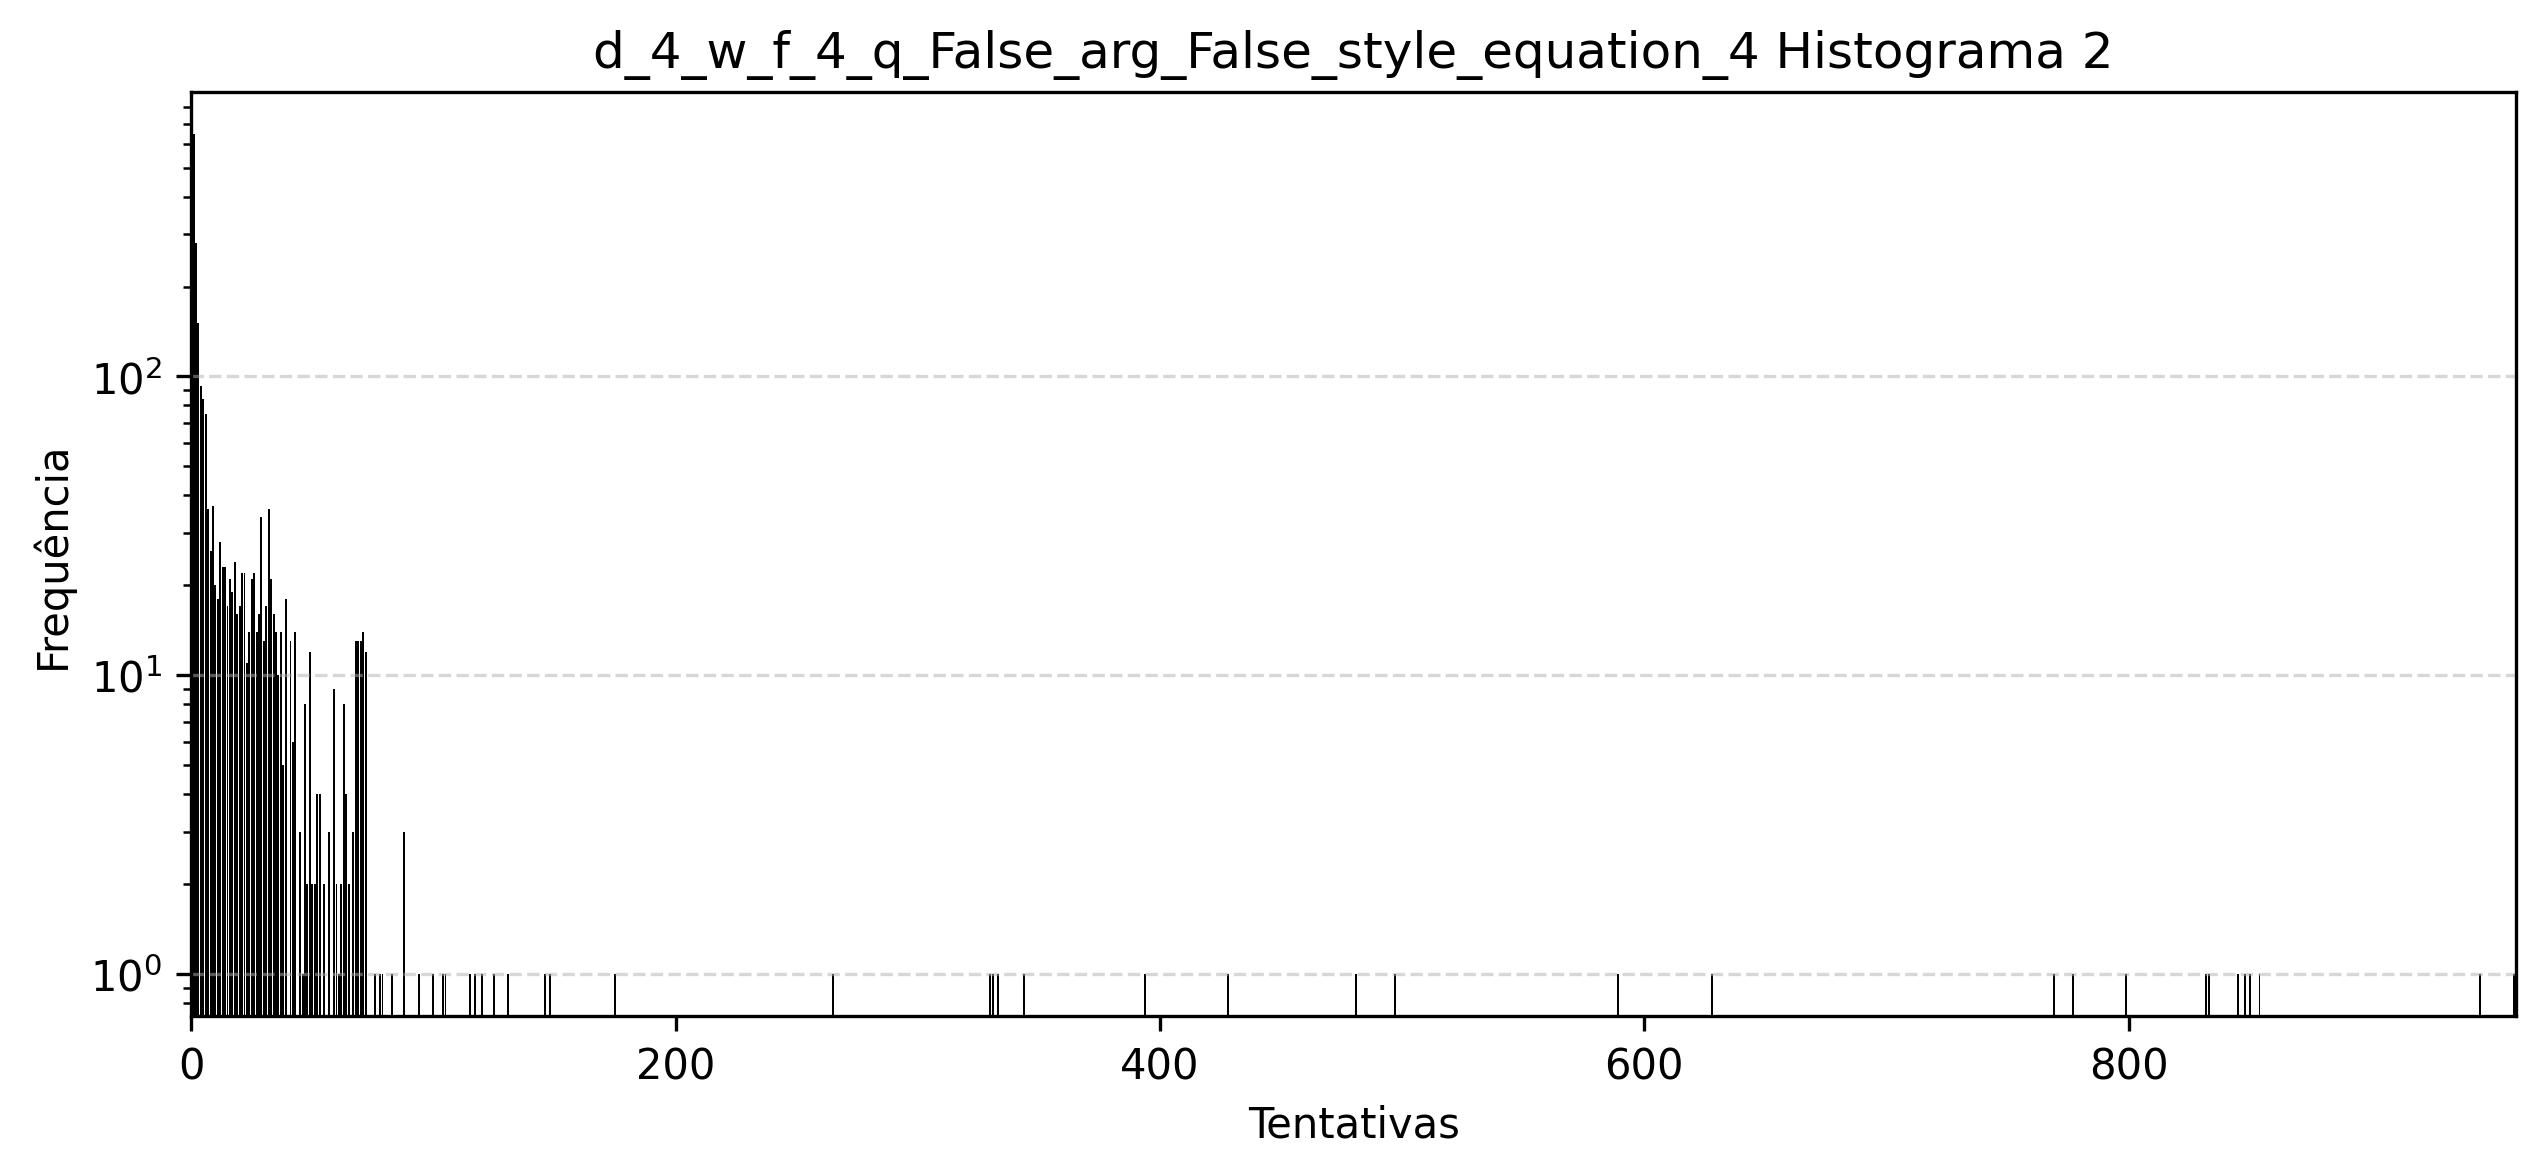 d_4_w_f_4_q_False_arg_False_style_equation_4 Histograma 2
Frequência
10²
10¹
10⁰
0 200 400 600 800
Tentativas